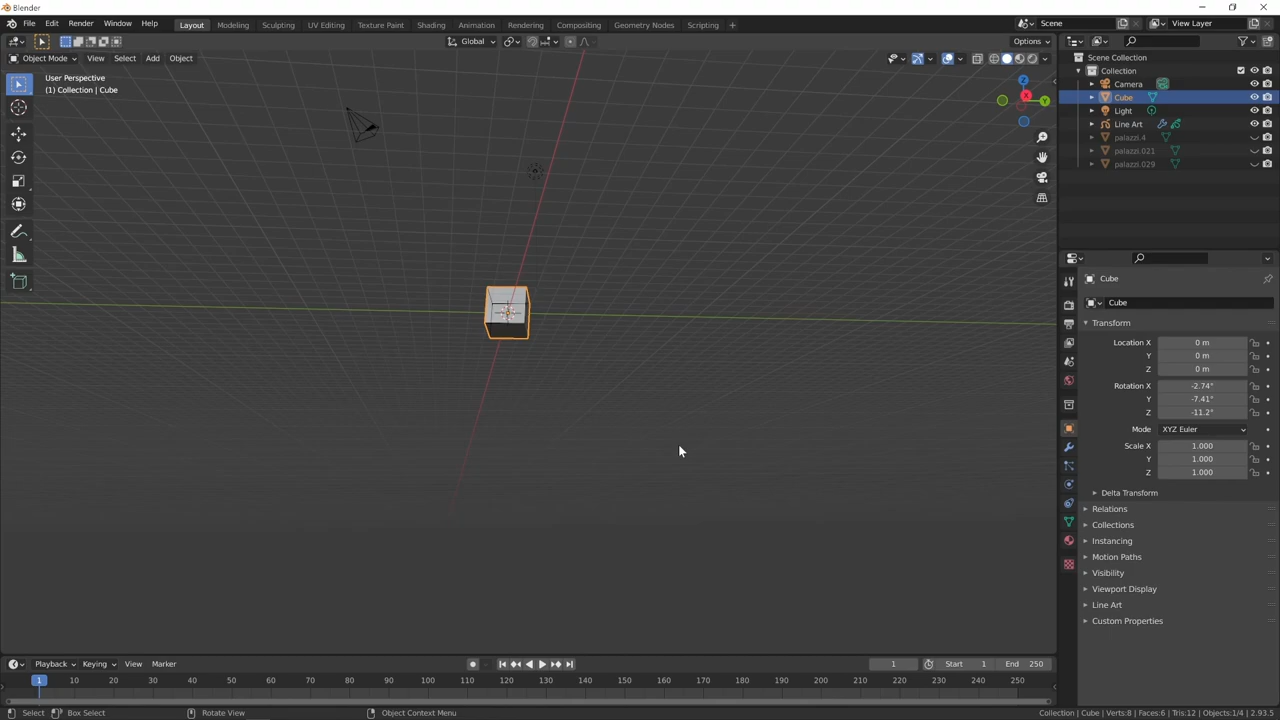 Blender
File Edit Render Window Help Layout Modeling Sculpting UV Editing Texture Paint Shading Animation Rendering Compositing Geometry Nodes Scripting + Scene View Layer
Global Options
Object Mode View Select Add Object
User Perspective
(1) Collection | Cube
Z
X
Y
Scene Collection
Collection
Camera
Cube
Light
Line Art
palazzi.4
palazzi.021
palazzi.029
Cube
Cube
Transform
Location X 0 m
Y 0 m
Z 0 m
Rotation X -2.74°
Y -7.41°
Z -11.2°
Mode XYZ Euler
Scale X 1.000
Y 1.000
Z 1.000
Delta Transform
Relations
Collections
Instancing
Motion Paths
Visibility
Viewport Display
Line Art
Custom Properties
Playback Keying View Marker 1 Start 1 End 250
1 10 20 30 40 50 60 70 80 90 100 110 120 130 140 150 160 170 180 190 200 210 220 230 240 250
Select Box Select Rotate View Object Context Menu Collection | Cube | Verts:8 | Faces:6 | Tris:12 | Objects:1/4 | 2.93.5